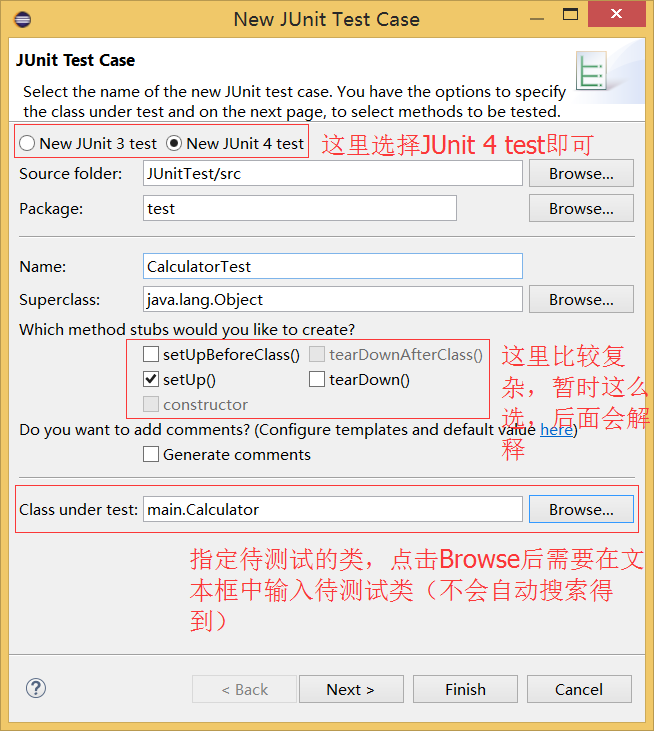 New JUnit Test Case
JUnit Test Case
Select the name of the new JUnit test case. You have the options to specify
the class under test and on the next page, to select methods to be tested.
New JUnit 3 test New JUnit 4 test 这里选择JUnit 4 test即可
Source folder: JUnitTest/src Browse...
Package: test Browse...
Name: CalculatorTest
Superclass: java.lang.Object Browse...
Which method stubs would you like to create?
setUpBeforeClass() tearDownAfterClass()
setUp() tearDown()
constructor
这里比较复
杂，暂时这么
选，后面会解
释
Do you want to add comments? (Configure templates and default value here)
Generate comments
Class under test: main.Calculator Browse...
指定待测试的类，点击Browse后需要在文
本框中输入待测试类（不会自动搜索得
到）
? < Back Next > Finish Cancel